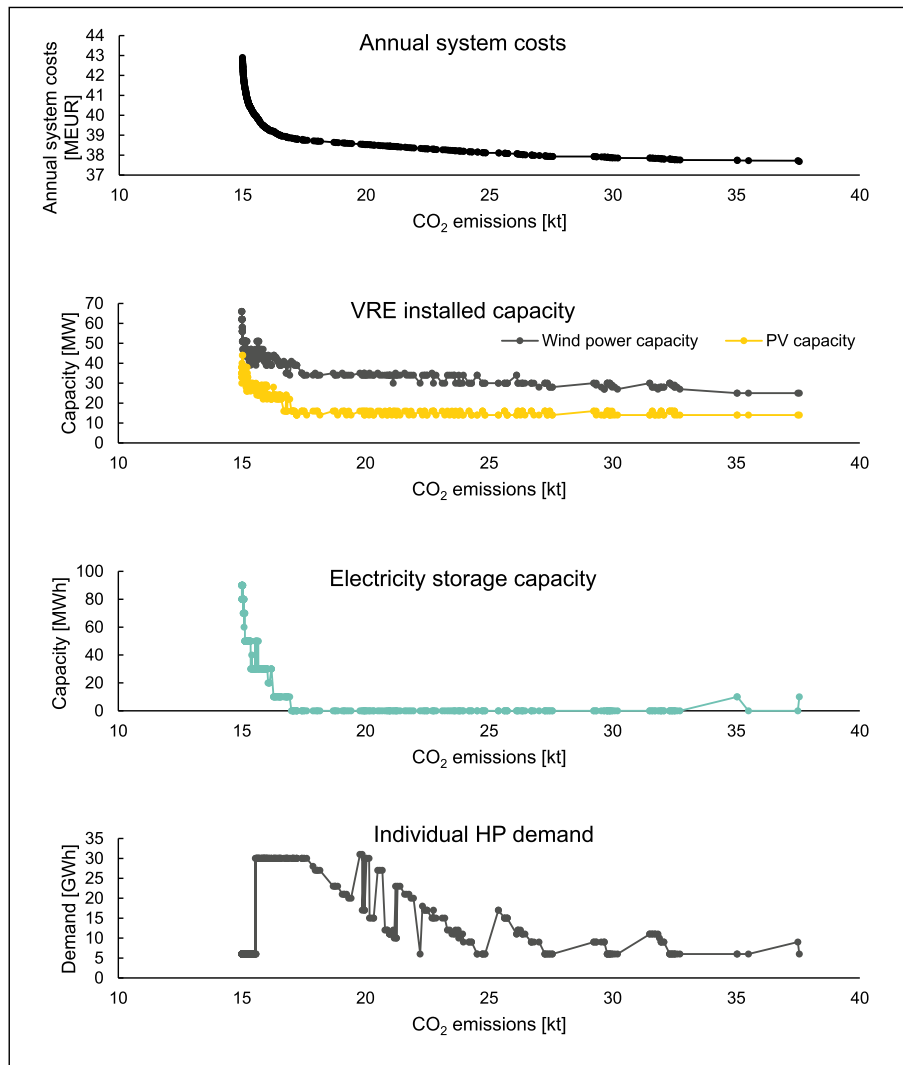 Annual system costs
Annual system costs
[MEUR]
44
43
42
41
40
39
38
37
10 15 20 25 30 35 40
CO2 emissions [kt]
VRE installed capacity
Wind power capacity PV capacity
Capacity [MW]
70
60
50
40
30
20
10
0
10 15 20 25 30 35 40
CO2 emissions [kt]
Electricity storage capacity
Capacity [MWh]
100
80
60
40
20
0
10 15 20 25 30 35 40
CO2 emissions [kt]
Individual HP demand
Demand [GWh]
35
30
25
20
15
10
5
0
10 15 20 25 30 35 40
CO2 emissions [kt]